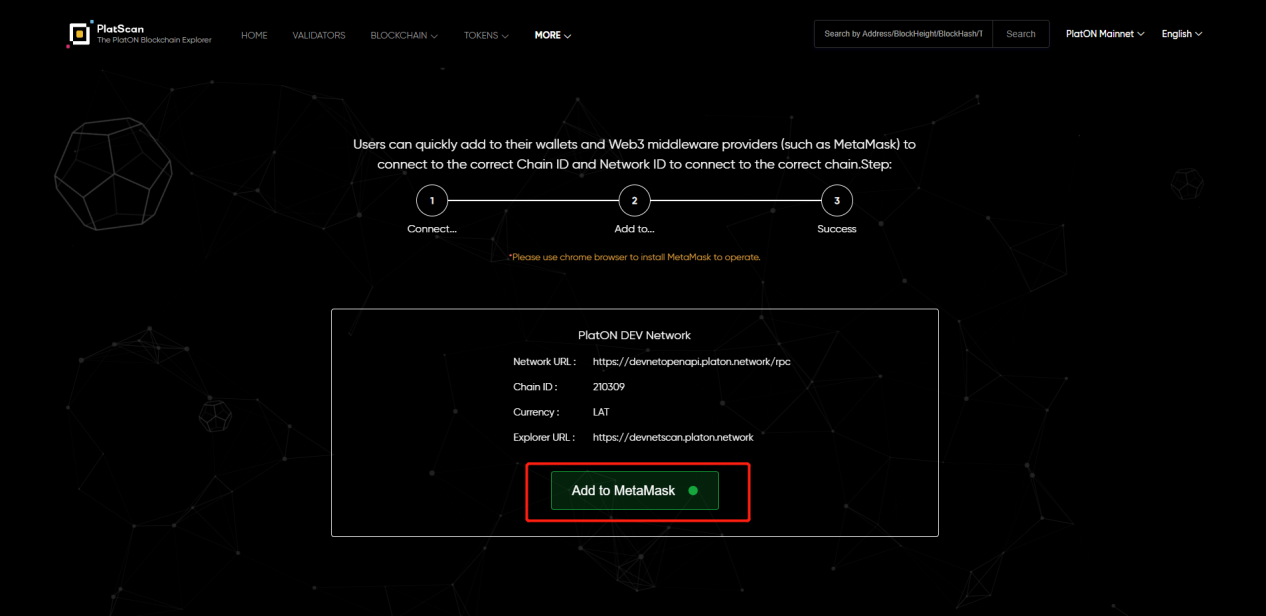 PlatScan
The PlatON Blockchain Explorer
HOME
VALIDATORS
BLOCKCHAIN
TOKENS
MORE
Search by Address/BlockHeight/BlockHash/T
Search
PlatON Mainnet
English
Users can quickly add to their wallets and Web3 middleware providers (such as MetaMask) to
connect to the correct Chain ID and Network ID to connect to the correct chain.Step:
1
2
3
Connect...
Add to...
Success
*Please use chrome browser to install MetaMask to operate.
PlatON DEV Network
Network URL : https://devnetopenapi.platon.network/rpc
Chain ID : 210309
Currency : LAT
Explorer URL : https://devnetscan.platon.network
Add to MetaMask